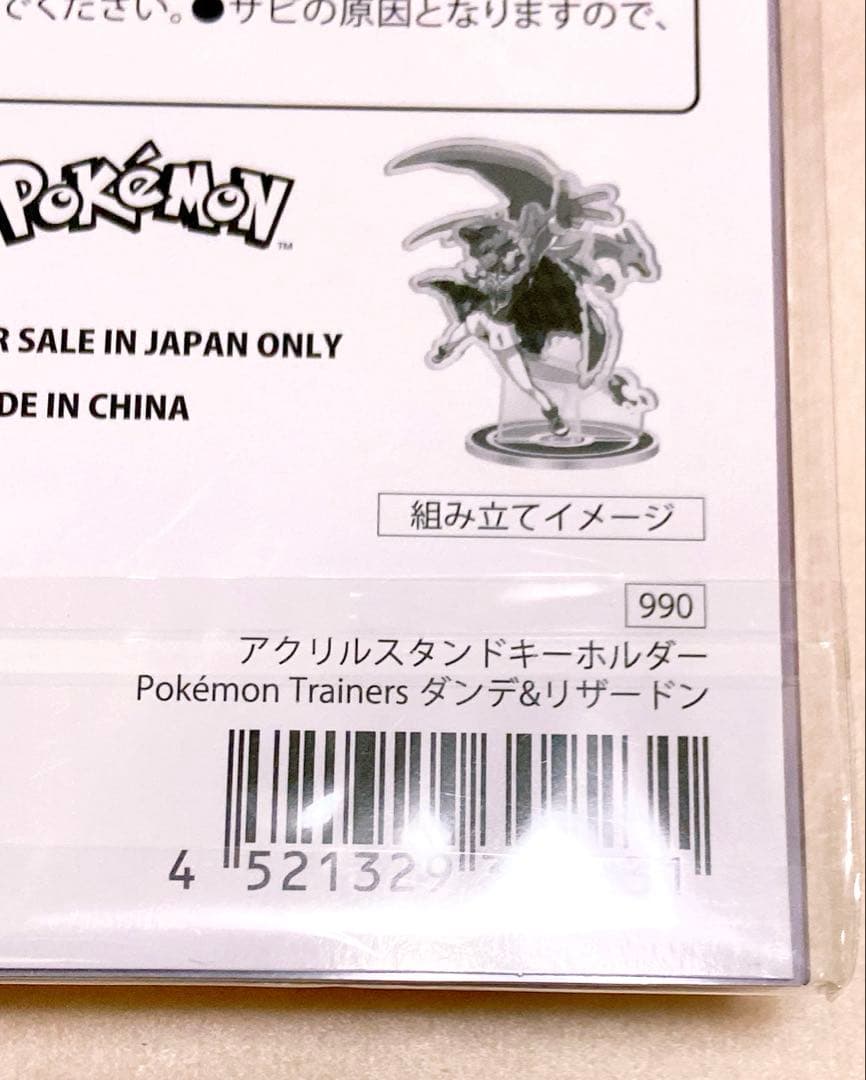 でください。●サビの原因となりますので、
POKéMON
TM
R SALE IN JAPAN ONLY
DE IN CHINA
組み立てイメージ
990
アクリルスタンドキーホルダー
Pokémon Trainers ダンデ&リザードン
4 521329